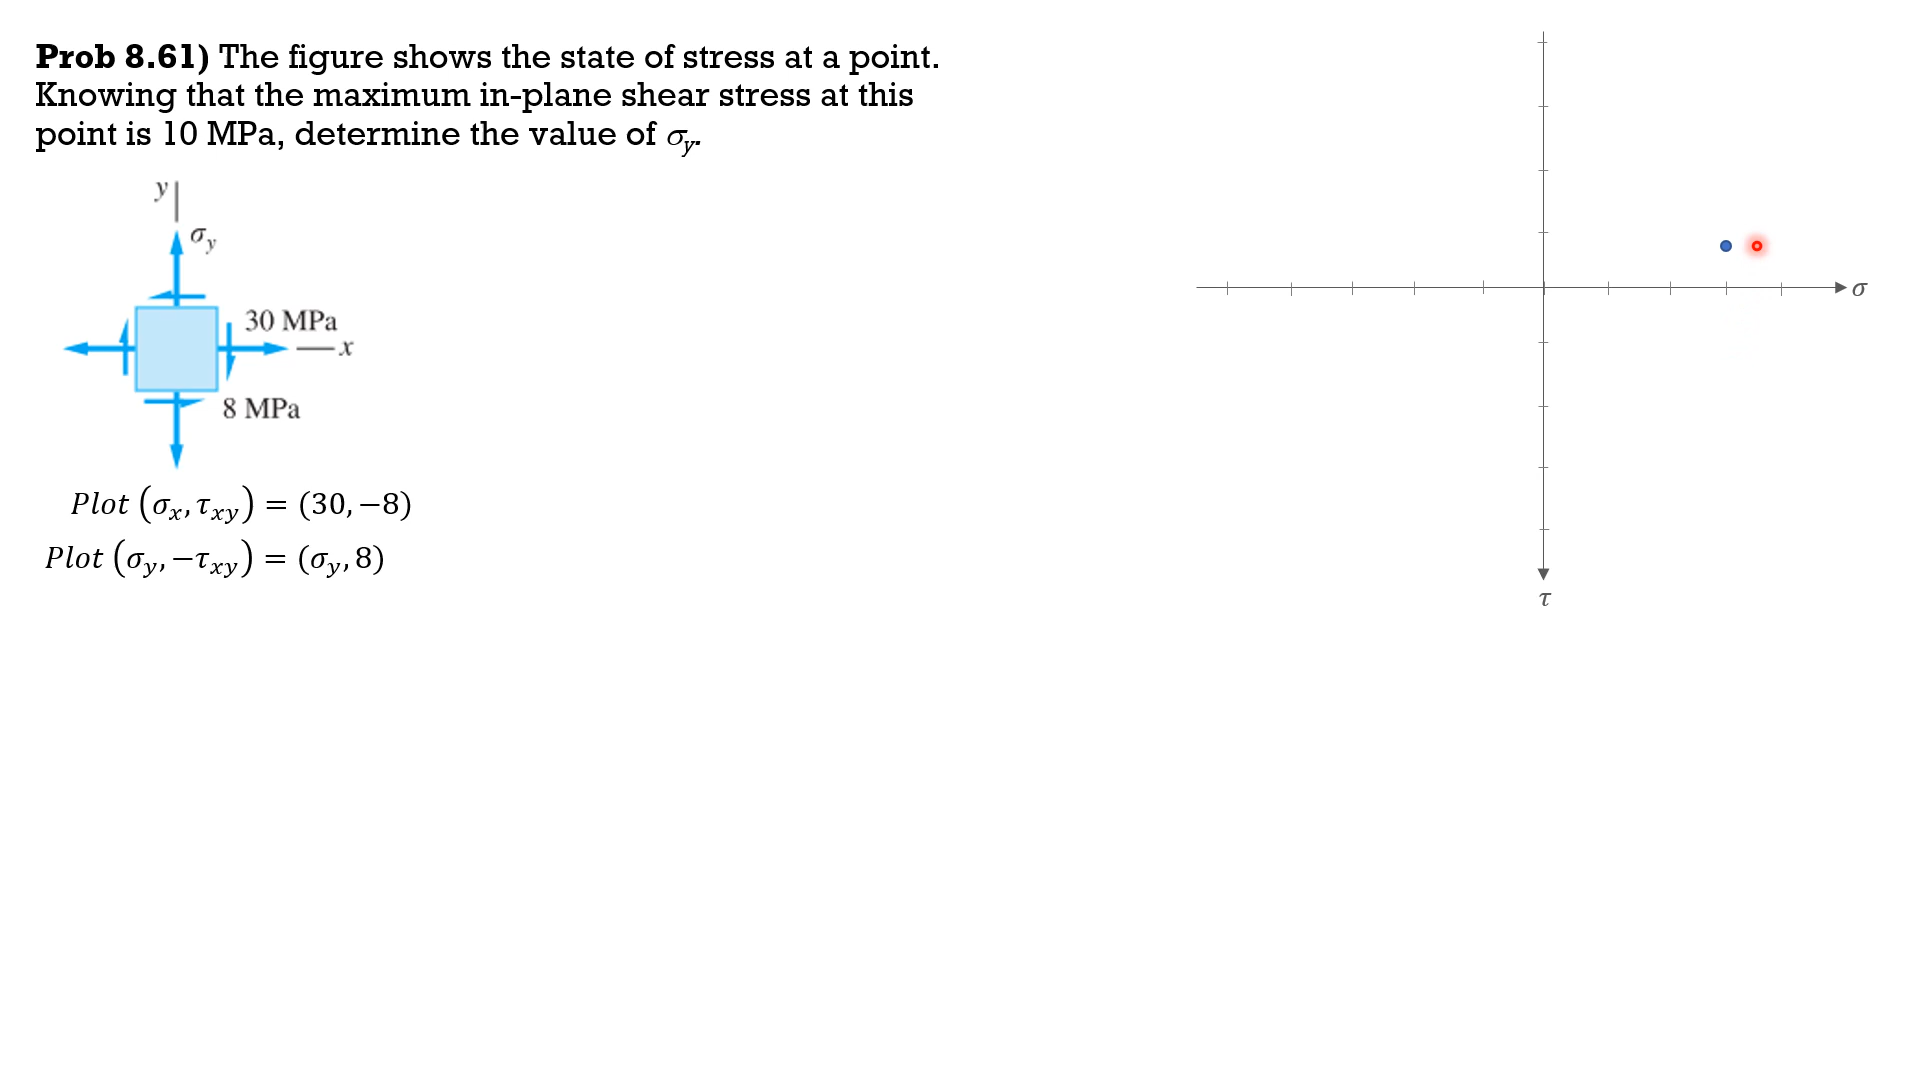 Prob 8.61) The figure shows the state of stress at a point.
Knowing that the maximum in-plane shear stress at this
point is 10 MPa, determine the value of σy.
y
σy
30 MPa
x
8 MPa
Plot (σx, τxy) = (30, −8)
Plot (σy, −τxy) = (σy, 8)
σ
τ